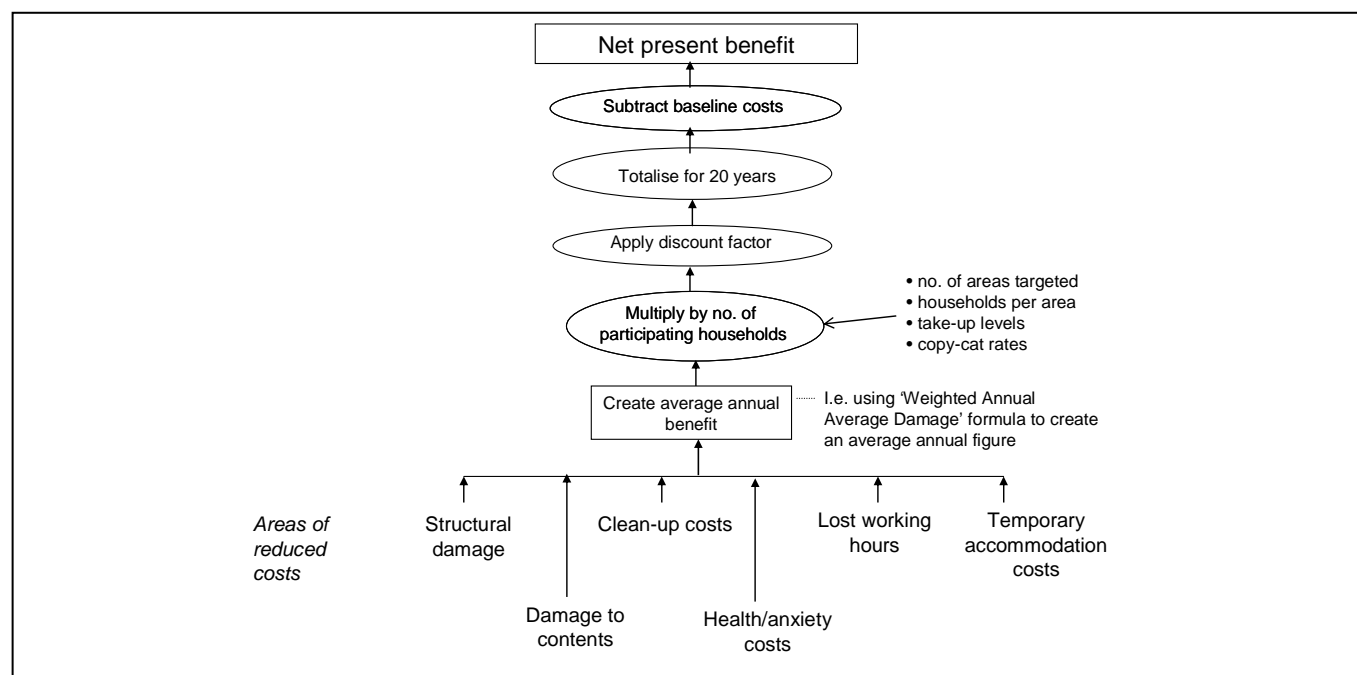 Net present benefit
Subtract baseline costs
Totalise for 20 years
Apply discount factor
Multiply by no. of
participating households
• no. of areas targeted
• households per area
• take-up levels
• copy-cat rates
Create average annual
benefit
I.e. using ‘Weighted Annual
Average Damage’ formula to create
an average annual figure
Areas of
reduced
costs
Structural
damage
Clean-up costs
Lost working
hours
Temporary
accommodation
costs
Damage to
contents
Health/anxiety
costs